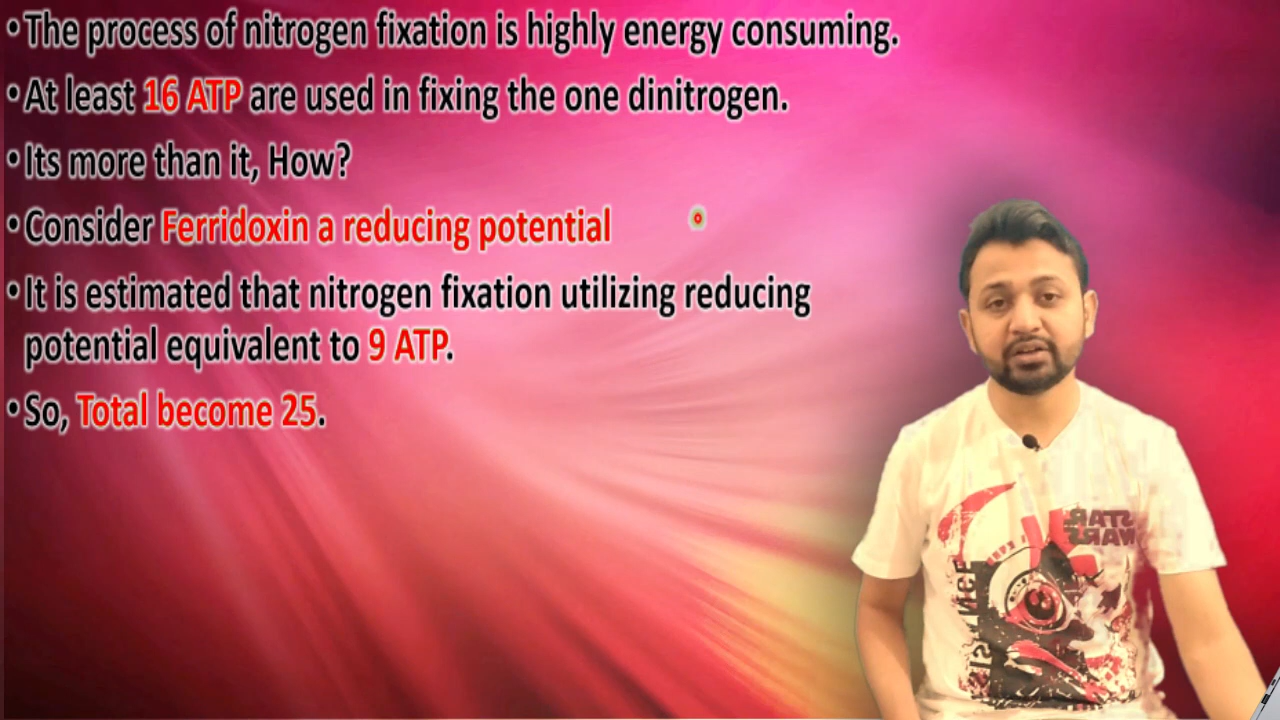 •The process of nitrogen fixation is highly energy consuming.
•At least 16 ATP are used in fixing the one dinitrogen.
•Its more than it, How?
•Consider Ferridoxin a reducing potential
•It is estimated that nitrogen fixation utilizing reducing
potential equivalent to 9 ATP.
•So, Total become 25.
STAR
WARS